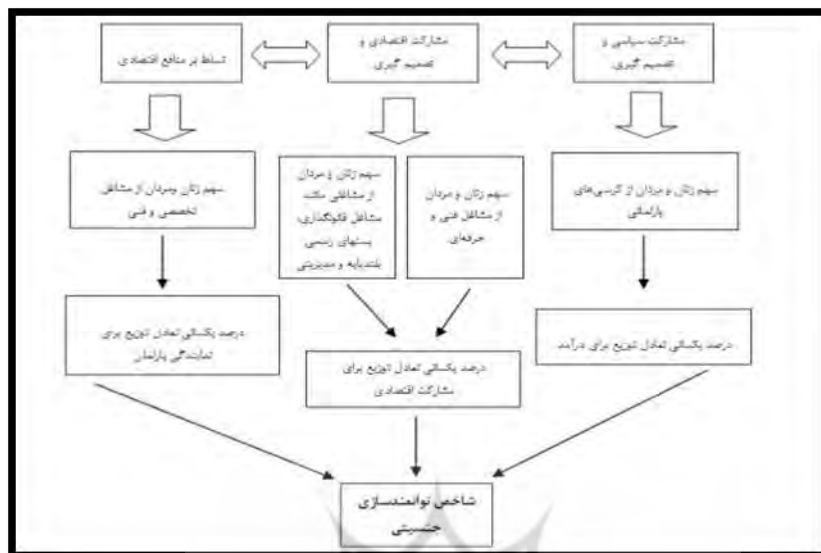 مشارکت سیاسی و
تصمیم گیری
مشارکت اقتصادی و
تصمیم گیری
تسلط بر منافع اقتصادی
سهم زنان و مردان از کرسی‌های
پارلمانی
سهم زنان و مردان
از مشاغل فنی و
حرفه‌ای
سهم زنان و مردان
از مشاغلی مانند
مشاغل قانونگذاری،
پستهای رسمی
بلندپایه و مدیریتی
سهم زنان ومردان از مشاغل
تخصصی و فنی
درصد یکسانی تعادل توزیع برای درآمد
درصد یکسانی تعادل توزیع برای
مشارکت اقتصادی
درصد یکسانی تعادل توزیع برای
نمایندگی پارلمان
شاخص توانمندسازی
جنسیتی